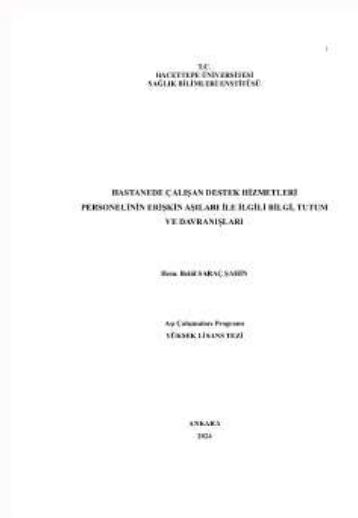 T.C.
HACETTEPE ÜNİVERSİTESİ
SAĞLIK BİLİMLERİ ENSTİTÜSÜ
HASTANEDE ÇALIŞAN DESTEK HİZMETLERİ
PERSONELİNİN ERİŞKİN AŞILARI İLE İLGİLİ BİLGİ, TUTUM
VE DAVRANIŞLARI
SARAÇ ŞAHİN
Aşı Çalışmaları Programı
YÜKSEK LİSANS TEZİ
ANKARA
2024